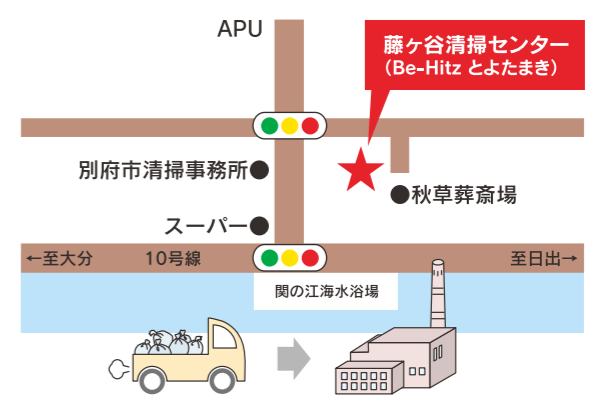 APU
藤ヶ谷清掃センター
（Be-Hitz とよたまき）
別府市清掃事務所
秋草葬斎場
スーパー
←至大分
10号線
至日出→
関の江海水浴場